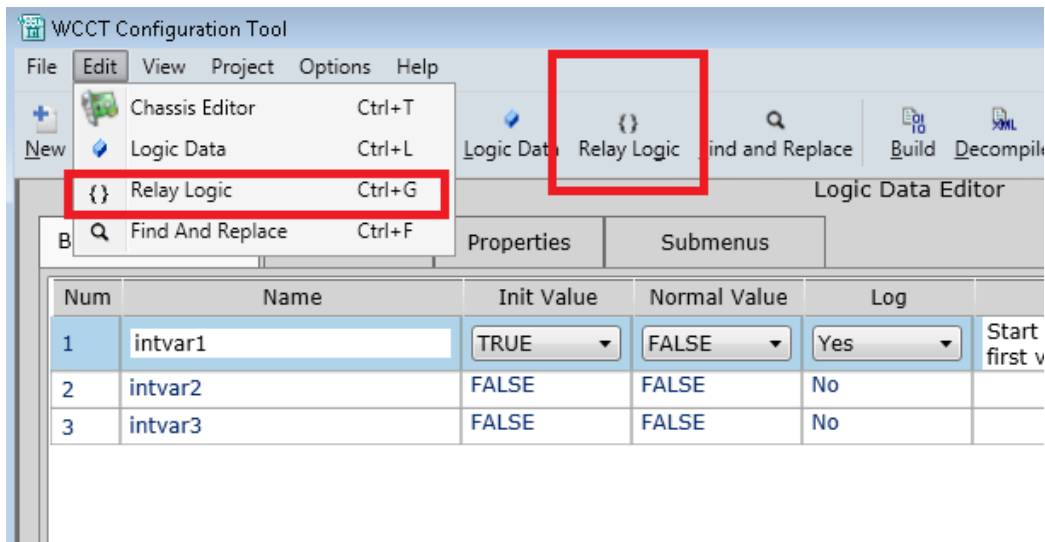 WCCT Configuration Tool
File Edit View Project Options Help
Chassis Editor Ctrl+T
New Logic Data Ctrl+L Logic Data Relay Logic Find and Replace Build Decompile
Relay Logic Ctrl+G Logic Data Editor
B Find And Replace Ctrl+F Properties Submenus
Num Name Init Value Normal Value Log
1 intvar1 TRUE FALSE Yes Start
first v
2 intvar2 FALSE FALSE No
3 intvar3 FALSE FALSE No